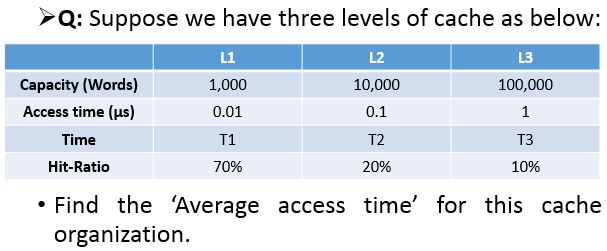 ➢Q: Suppose we have three levels of cache as below:
L1 L2 L3
Capacity (Words) 1,000 10,000 100,000
Access time (μs) 0.01 0.1 1
Time T1 T2 T3
Hit-Ratio 70% 20% 10%
• Find the ‘Average access time’ for this cache
organization.